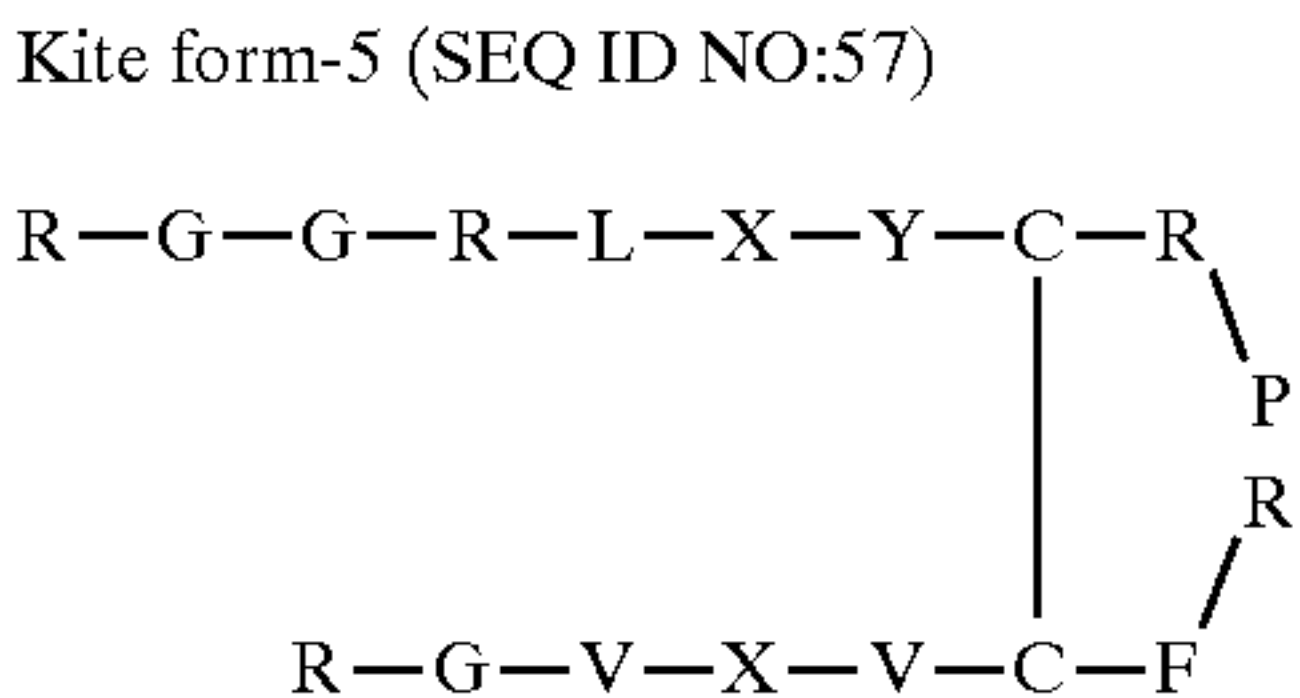 Kite form-5 (SEQ ID NO:57)
R—G—G—R—L—X—Y—C—R
P
R
R—G—V—X—V—C—F